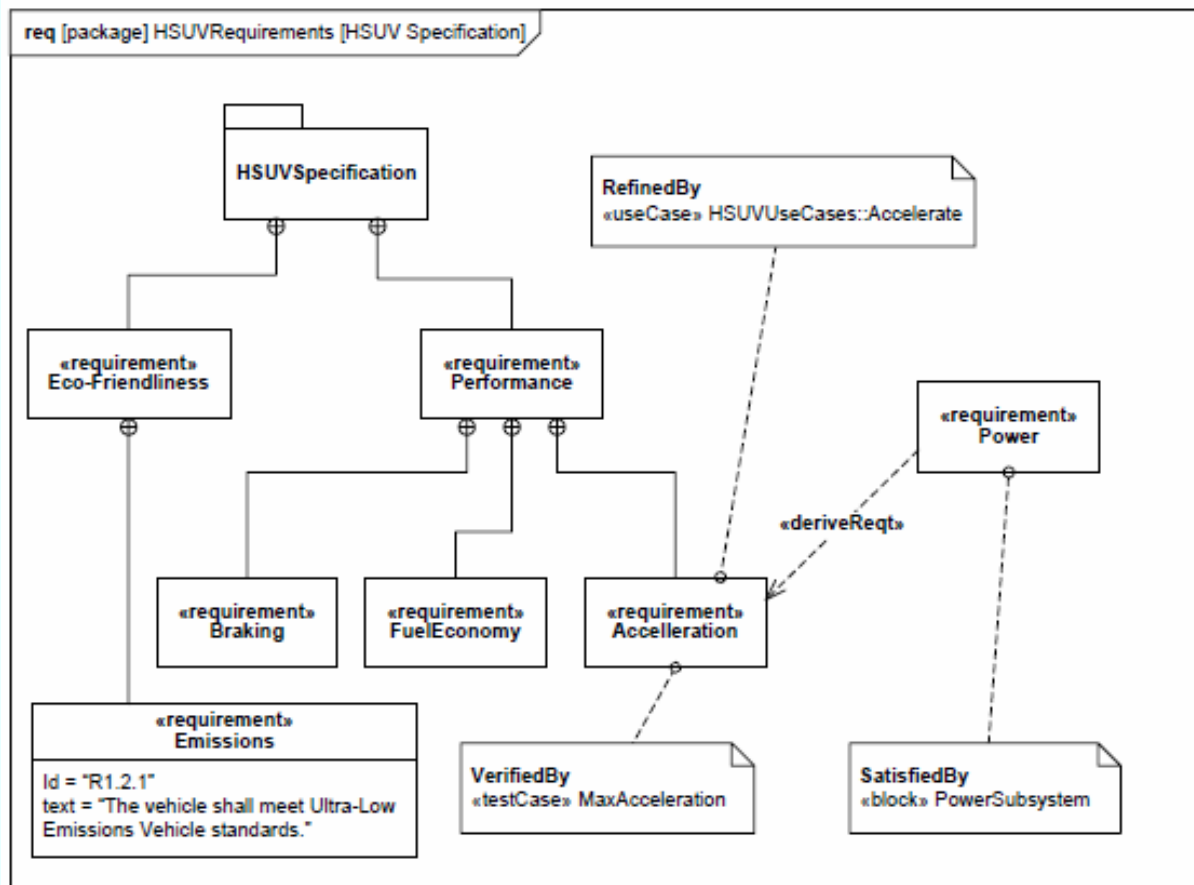 req [package] HSUVRequirements [HSUV Specification]
HSUVSpecification
RefinedBy
«useCase» HSUVUseCases::Accelerate
«requirement»
Eco-Friendliness
«requirement»
Performance
«requirement»
Power
«deriveReqt»
«requirement»
Braking
«requirement»
FuelEconomy
«requirement»
Accelleration
«requirement»
Emissions
Id = "R1.2.1"
text = "The vehicle shall meet Ultra-Low
Emissions Vehicle standards."
VerifiedBy
«testCase» MaxAcceleration
SatisfiedBy
«block» PowerSubsystem